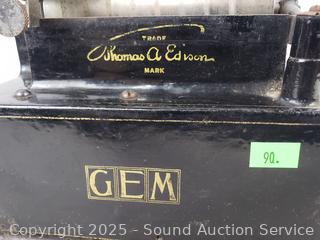 TRADE
Thomas A Edison
MARK
90.
GEM
Copyright 2025 - Sound Auction Service